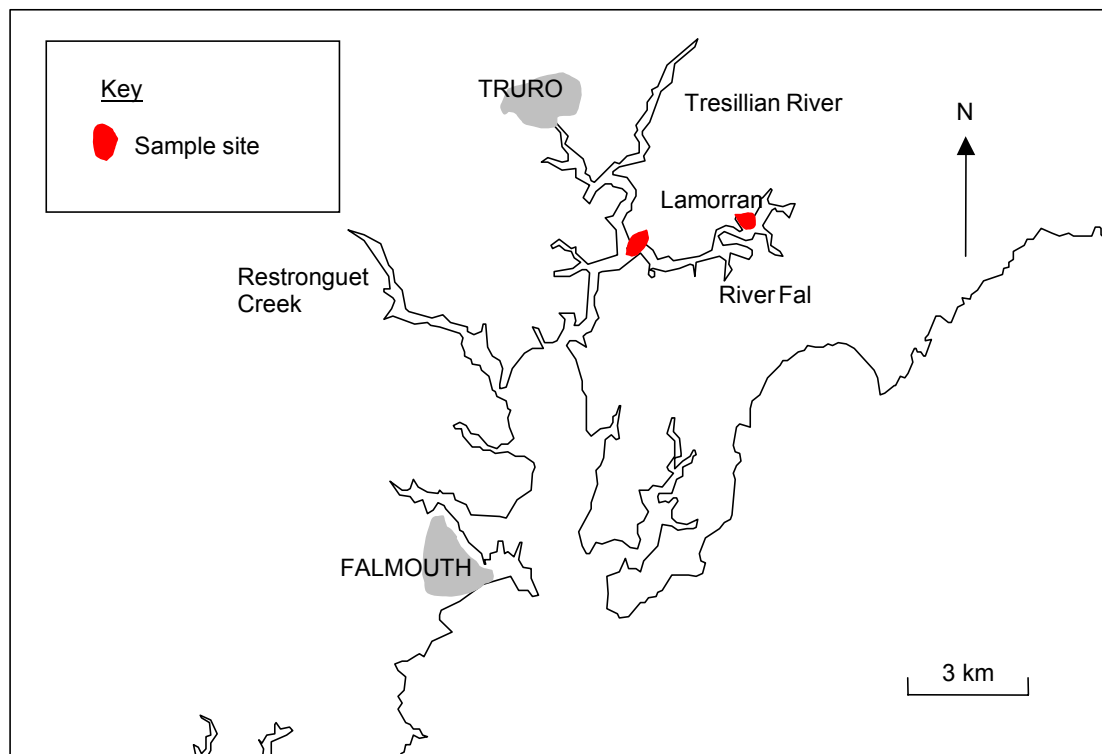 Key
Sample site
TRURO
Tresillian River
N
Lamorran
Restronguet
Creek
River Fal
FALMOUTH
3 km